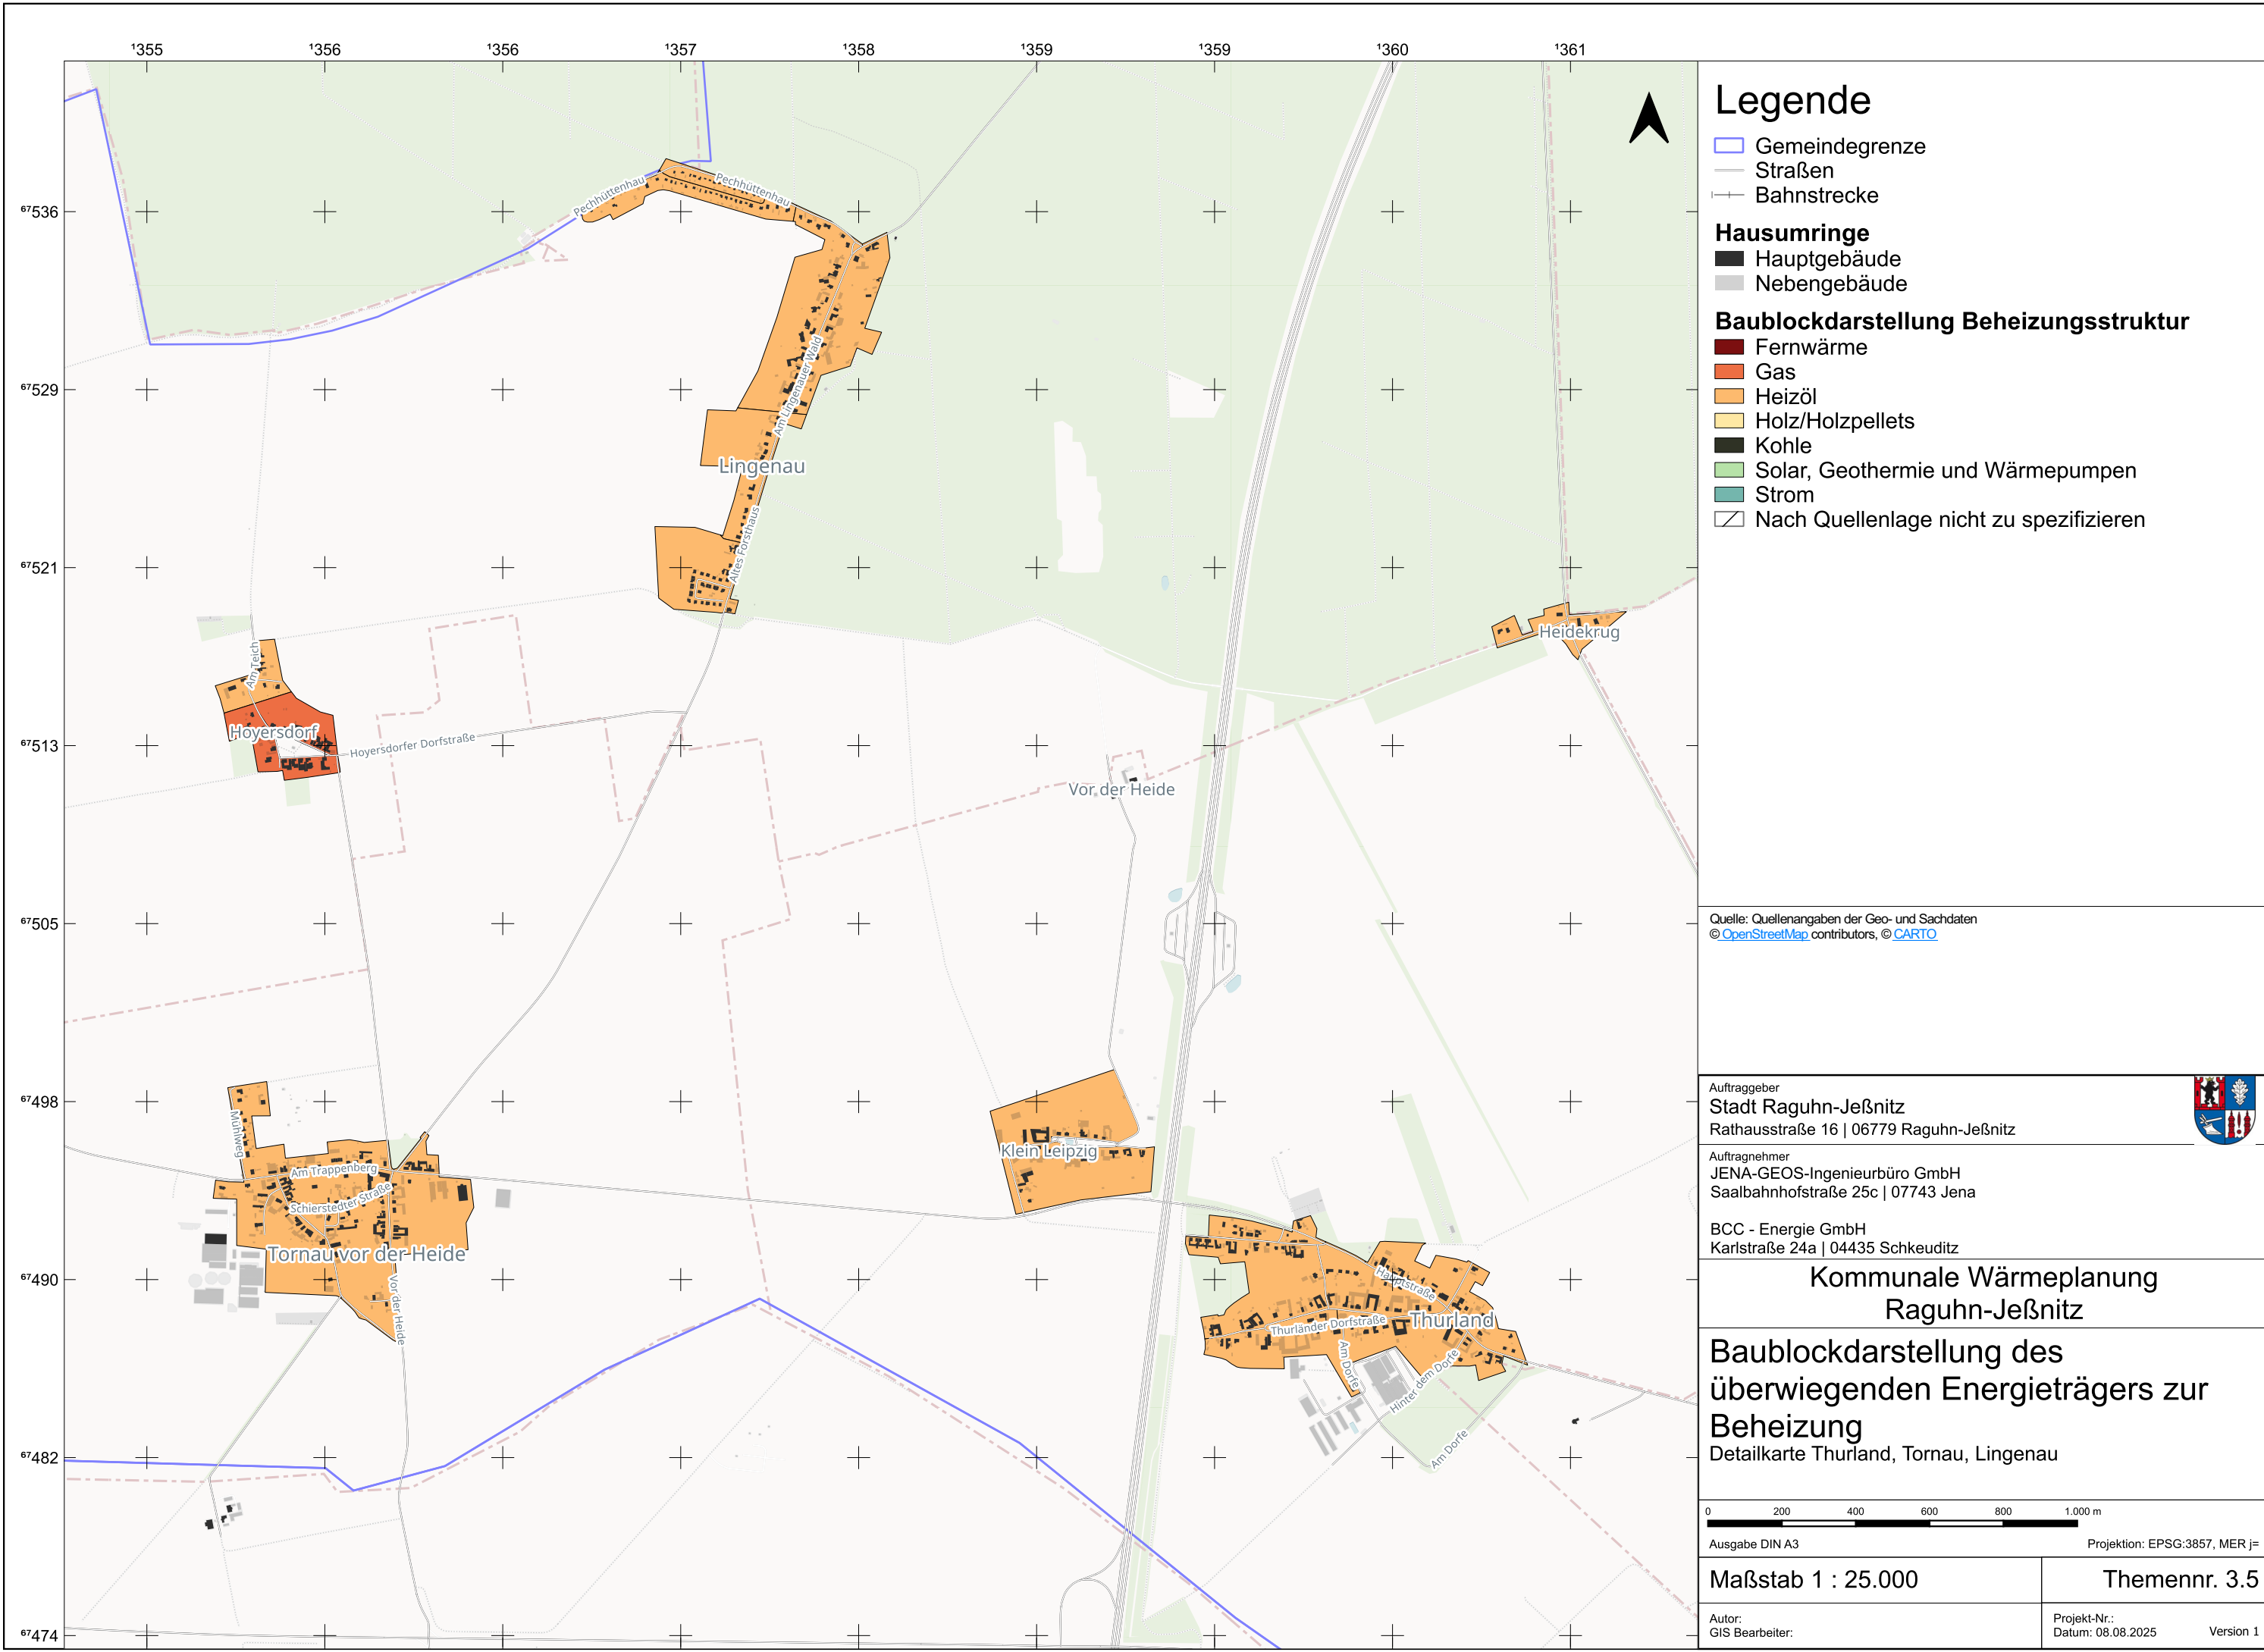 ¹355 ¹356 ¹356 ¹357 ¹358 ¹359 ¹359 ¹360 ¹361
⁶⁷536
⁶⁷529
⁶⁷521
⁶⁷513
⁶⁷505
⁶⁷498
⁶⁷490
⁶⁷482
⁶⁷474
Pechhüttenhau
Pechhüttenhau
Am Lingenauer Wald
Lingenau
Altes Forsthaus
Heidekrug
Am Teich
Hoyersdorf
Hoyersdorfer Dorfstraße
Vor der Heide
Mühlweg
Am Trappenberg
Schierstedter Straße
Tornau vor der Heide
Vor der Heide
Klein Leipzig
Hauptstraße
Thurland
Thurländer Dorfstraße
Am Dorfe
Hinter dem Dorfe
Am Dorfe
Legende
Gemeindegrenze
Straßen
Bahnstrecke
Hausumringe
Hauptgebäude
Nebengebäude
Baublockdarstellung Beheizungsstruktur
Fernwärme
Gas
Heizöl
Holz/Holzpellets
Kohle
Solar, Geothermie und Wärmepumpen
Strom
Nach Quellenlage nicht zu spezifizieren
Quelle: Quellenangaben der Geo- und Sachdaten
© OpenStreetMap contributors, © CARTO
Auftraggeber
Stadt Raguhn-Jeßnitz
Rathausstraße 16 | 06779 Raguhn-Jeßnitz
Auftragnehmer
JENA-GEOS-Ingenieurbüro GmbH
Saalbahnhofstraße 25c | 07743 Jena
BCC - Energie GmbH
Karlstraße 24a | 04435 Schkeuditz
Kommunale Wärmeplanung
Raguhn-Jeßnitz
Baublockdarstellung des
überwiegenden Energieträgers zur
Beheizung
Detailkarte Thurland, Tornau, Lingenau
0 200 400 600 800 1.000 m
Ausgabe DIN A3 Projektion: EPSG:3857, MER j=
Maßstab 1 : 25.000 Themennr. 3.5
Autor:
GIS Bearbeiter:
Projekt-Nr.:
Datum: 08.08.2025 Version 1